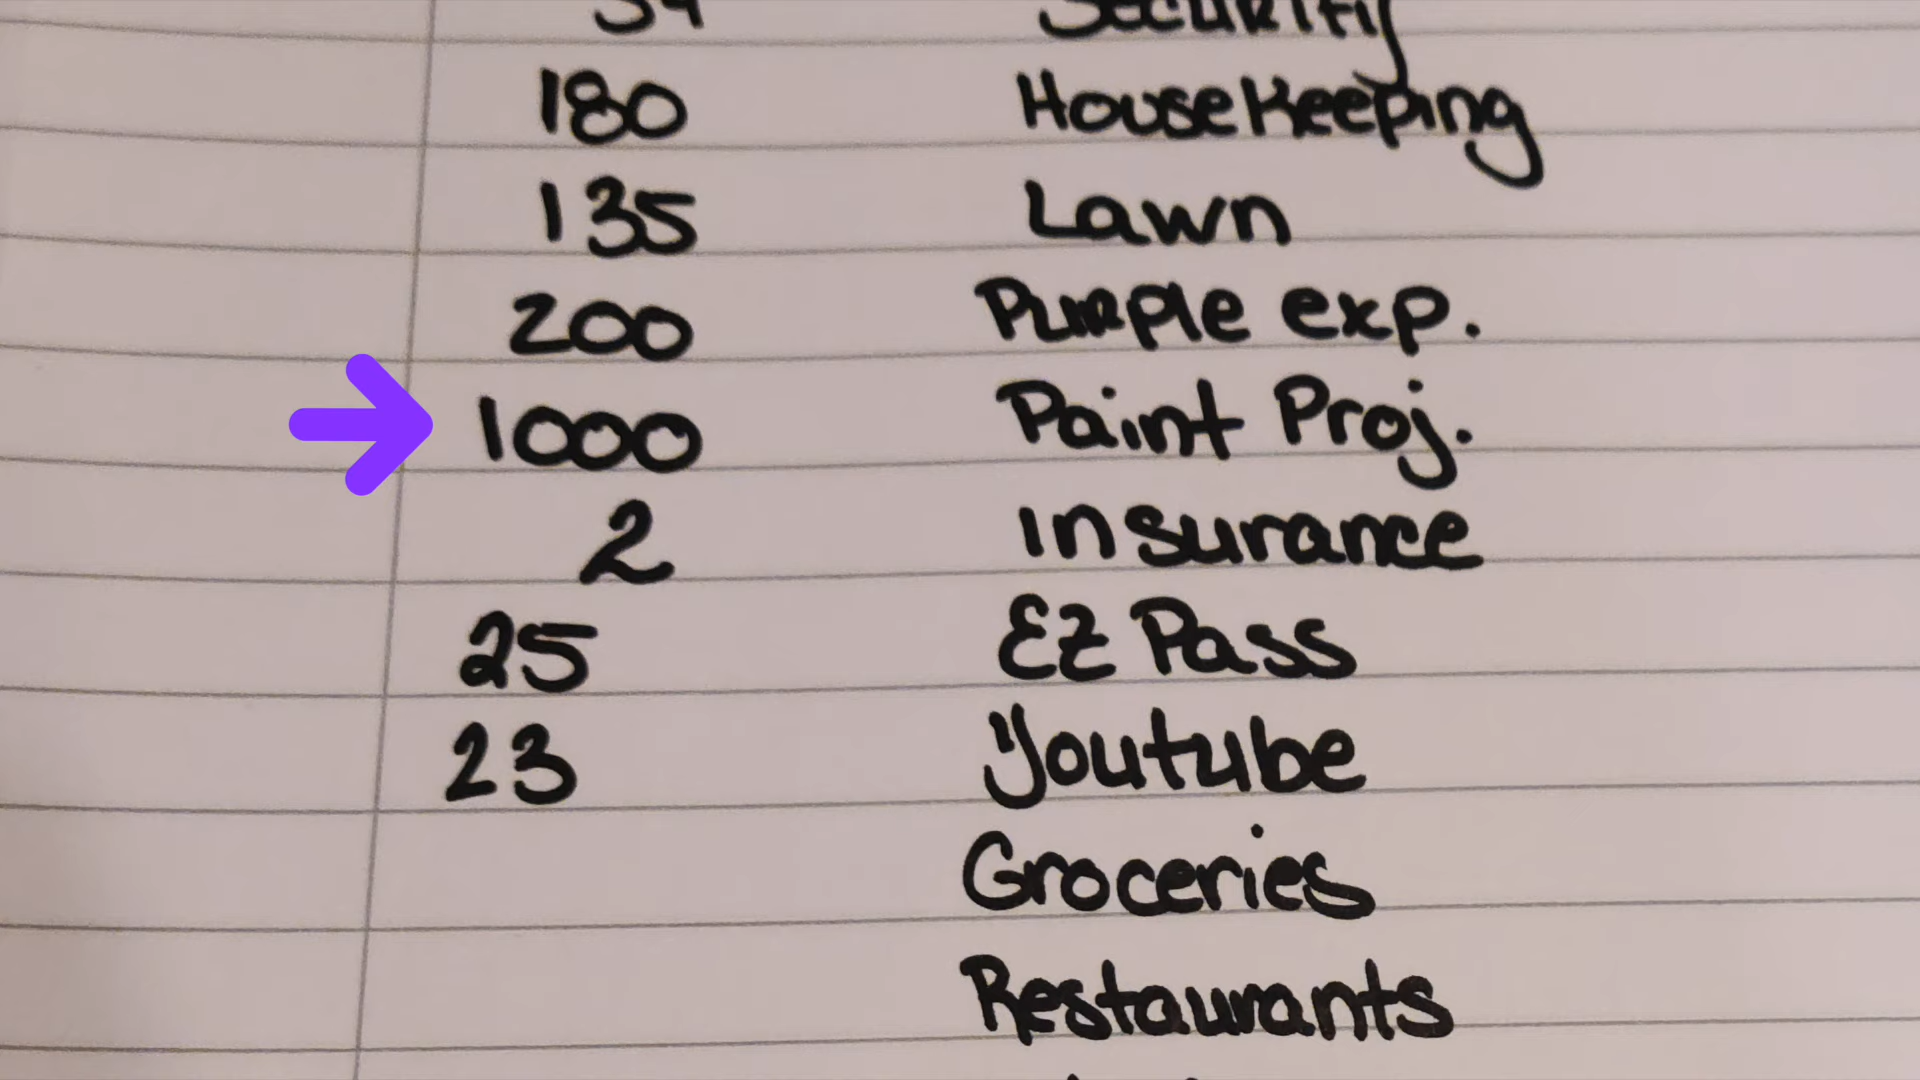 Security
180 HouseKeeping
135 Lawn
200 Purple exp.
1000 Paint Proj.
2 insurance
25 EZ Pass
23 Youtube
Groceries
Restaurants